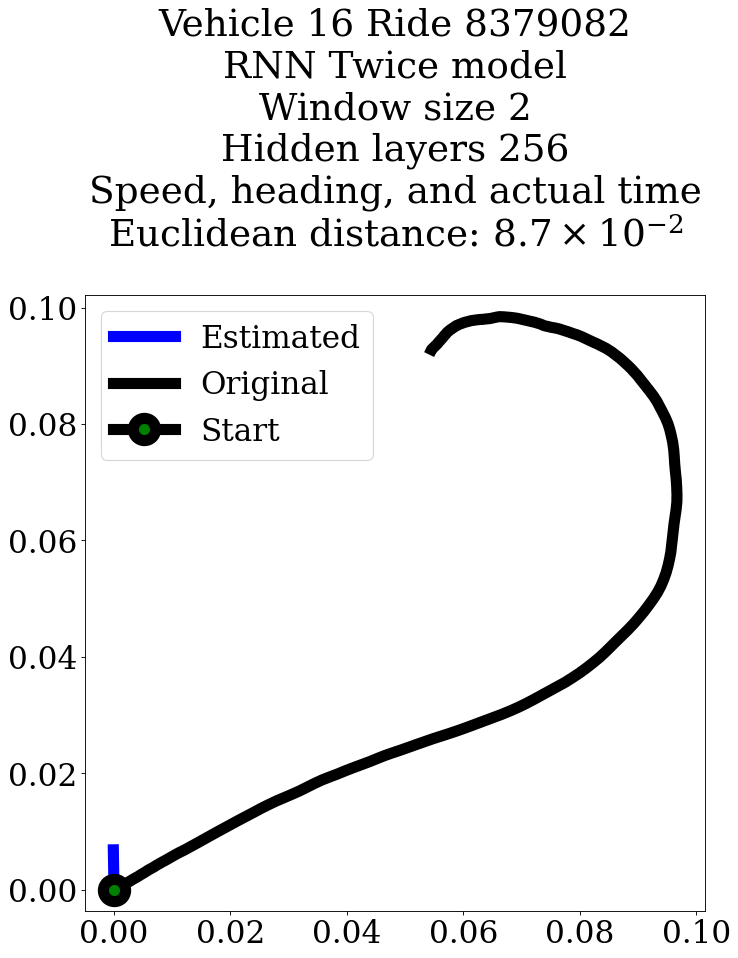 Vehicle 16 Ride 8379082
RNN Twice model
Window size 2
Hidden layers 256
Speed, heading, and actual time
Euclidean distance: 8.7 × 10⁻²
Estimated
Original
Start
0.10
0.08
0.06
0.04
0.02
0.00
0.00 0.02 0.04 0.06 0.08 0.10